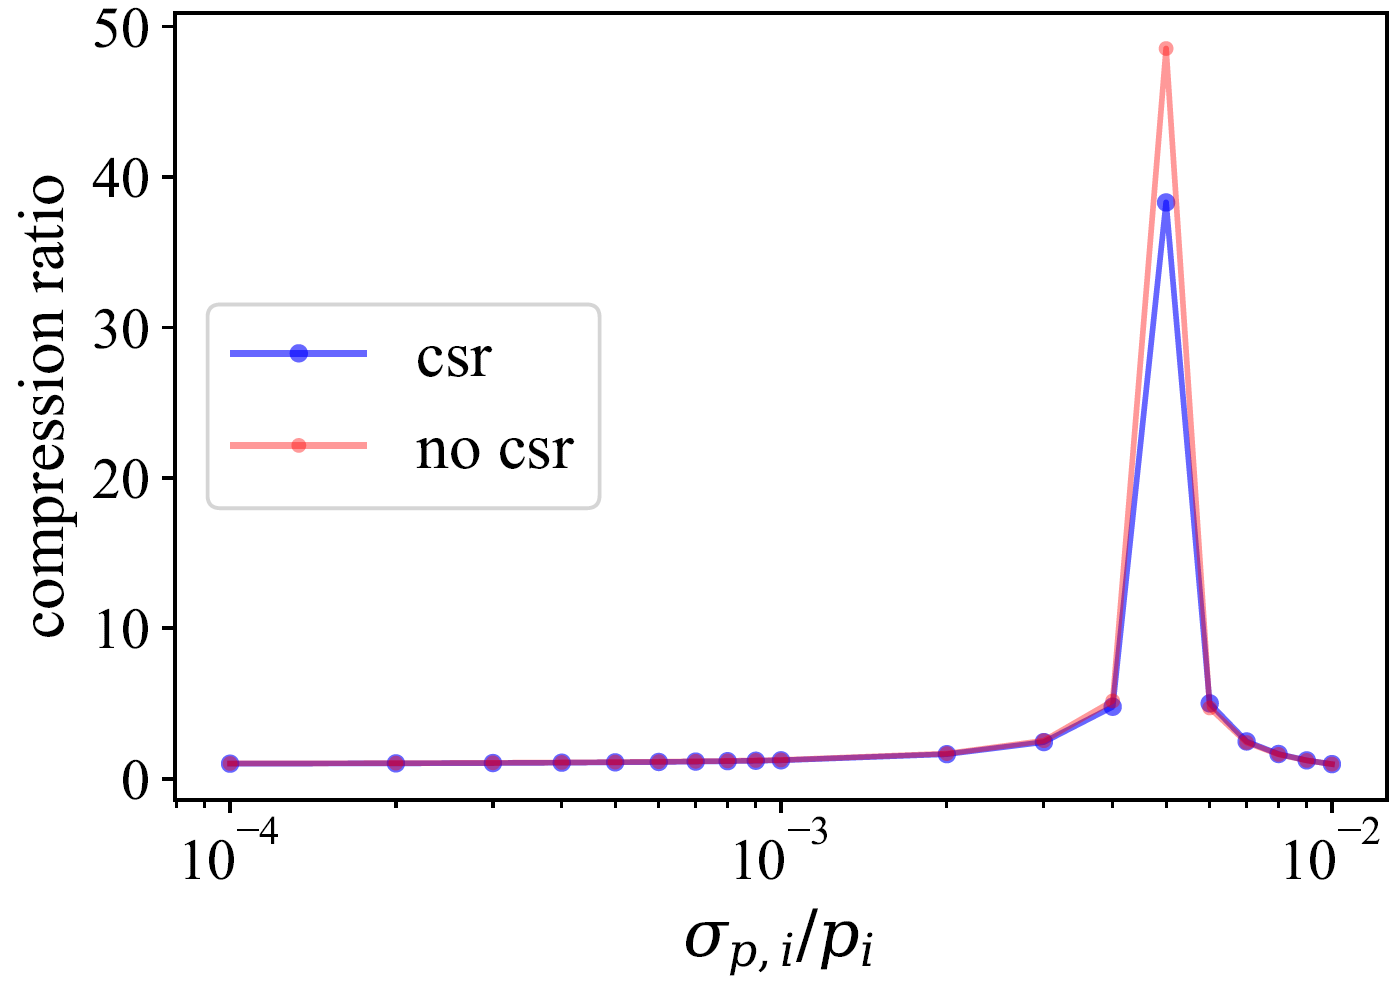 50
40
30
20
10
0
compression ratio
csr
no csr
10⁻⁴
10⁻³
10⁻²
σ_{p, i}/p_i